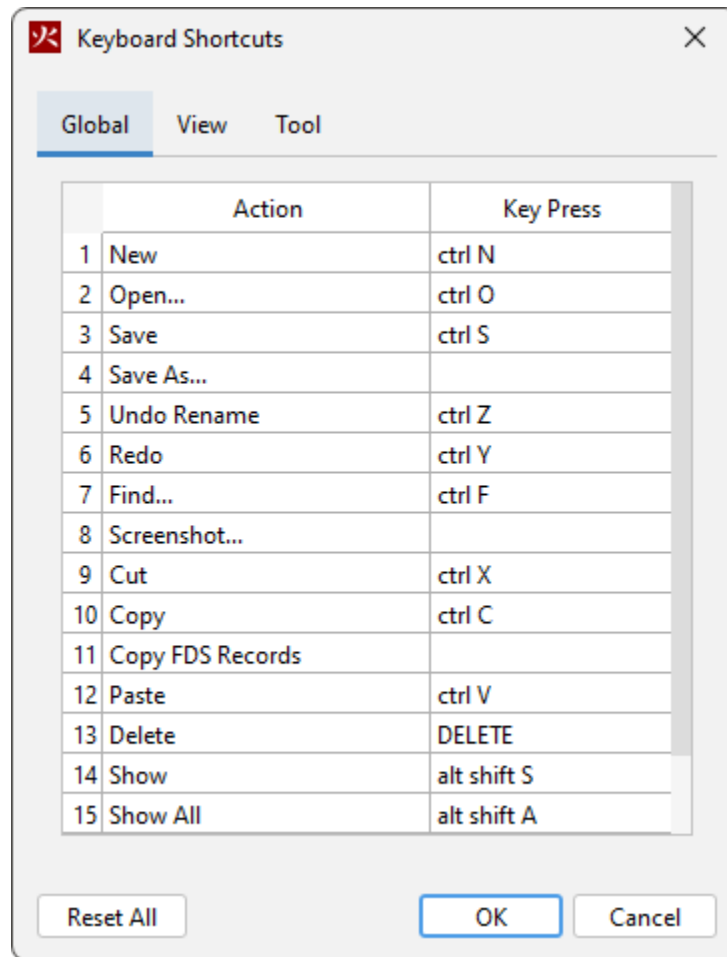 火 Keyboard Shortcuts
Global View Tool
Action Key Press
1 New ctrl N
2 Open... ctrl O
3 Save ctrl S
4 Save As...
5 Undo Rename ctrl Z
6 Redo ctrl Y
7 Find... ctrl F
8 Screenshot...
9 Cut ctrl X
10 Copy ctrl C
11 Copy FDS Records
12 Paste ctrl V
13 Delete DELETE
14 Show alt shift S
15 Show All alt shift A
Reset All OK Cancel